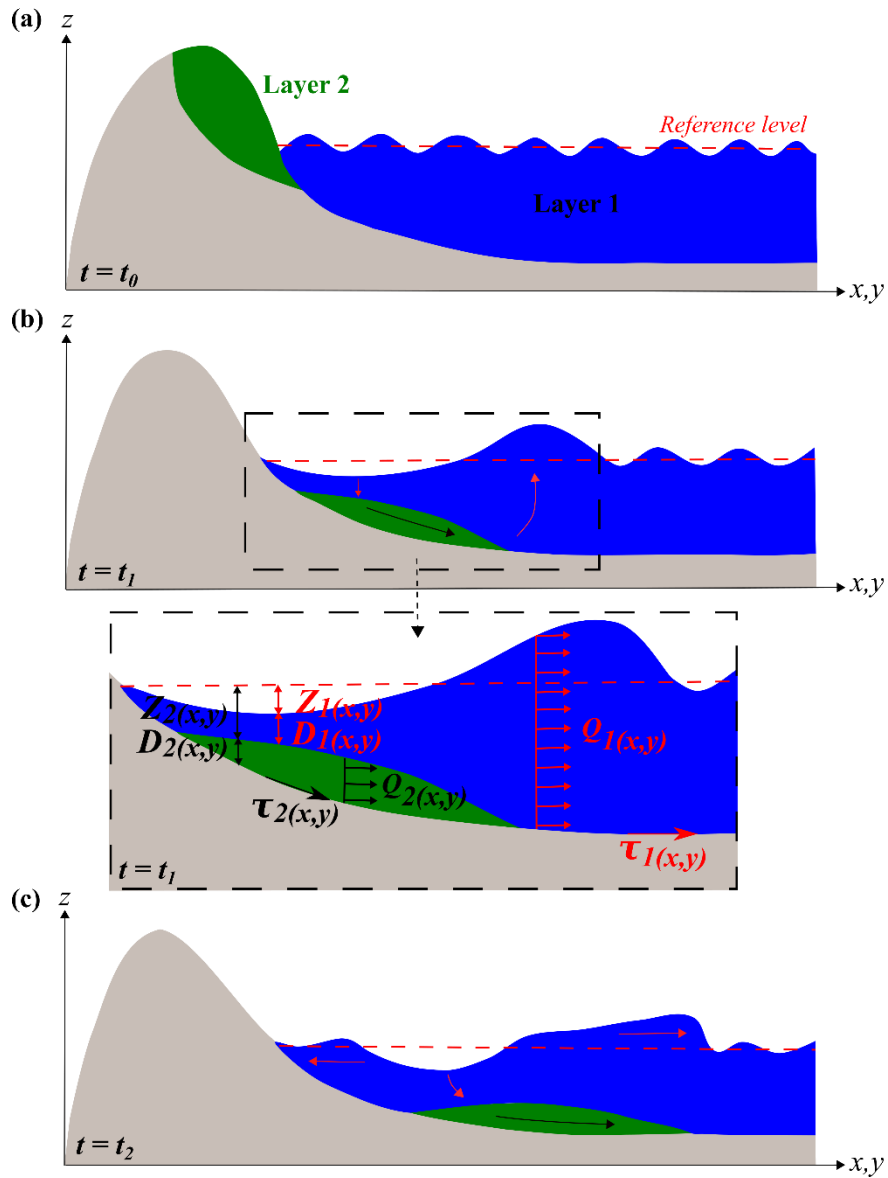 (a)
z
Layer 2
Reference level
Layer 1
t = t0
x,y
(b)
z
t = t1
x,y
Z2(x,y)
Z1(x,y)
D2(x,y)
D1(x,y)
Q1(x,y)
Q2(x,y)
τ2(x,y)
τ1(x,y)
t = t1
(c)
z
t = t2
x,y